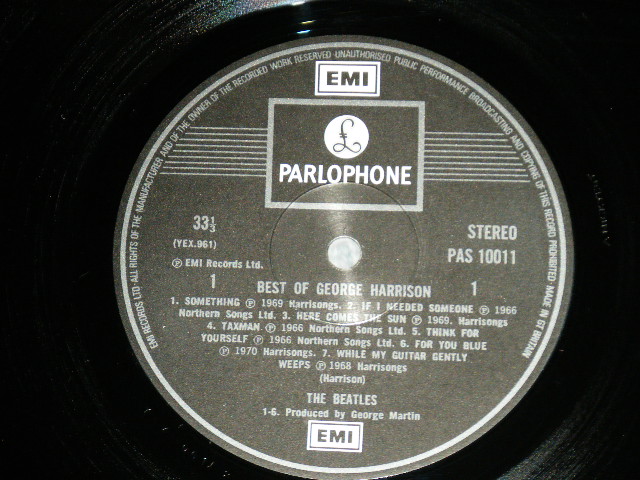 EMI
EMI RECORDS LTD·ALL RIGHTS OF THE MANUFACTURER AND OF THE OWNER OF THE RECORDED WORK RESERVED·UNAUTHORISED PUBLIC PERFORMANCE BROADCASTING AND COPYING OF THIS RECORD PROHIBITED·MADE IN GT BRITAIN
£
PARLOPHONE
33 1/3
STEREO
(YEX.961)
PAS 10011
Ⓟ EMI Records Ltd.
1 BEST OF GEORGE HARRISON 1
1. SOMETHING Ⓟ 1969 Harrisongs. 2. IF I NEEDED SOMEONE Ⓟ 1966
Northern Songs Ltd. 3. HERE COMES THE SUN Ⓟ 1969. Harrisongs
4. TAXMAN. Ⓟ 1966 Northern Songs Ltd. 5. THINK FOR
YOURSELF Ⓟ 1966 Northern Songs Ltd. 6. FOR YOU BLUE
Ⓟ 1970 Harrisongs. 7. WHILE MY GUITAR GENTLY
WEEPS Ⓟ 1968 Harrisongs
(Harrison)
THE BEATLES
1-6. Produced by George Martin
EMI